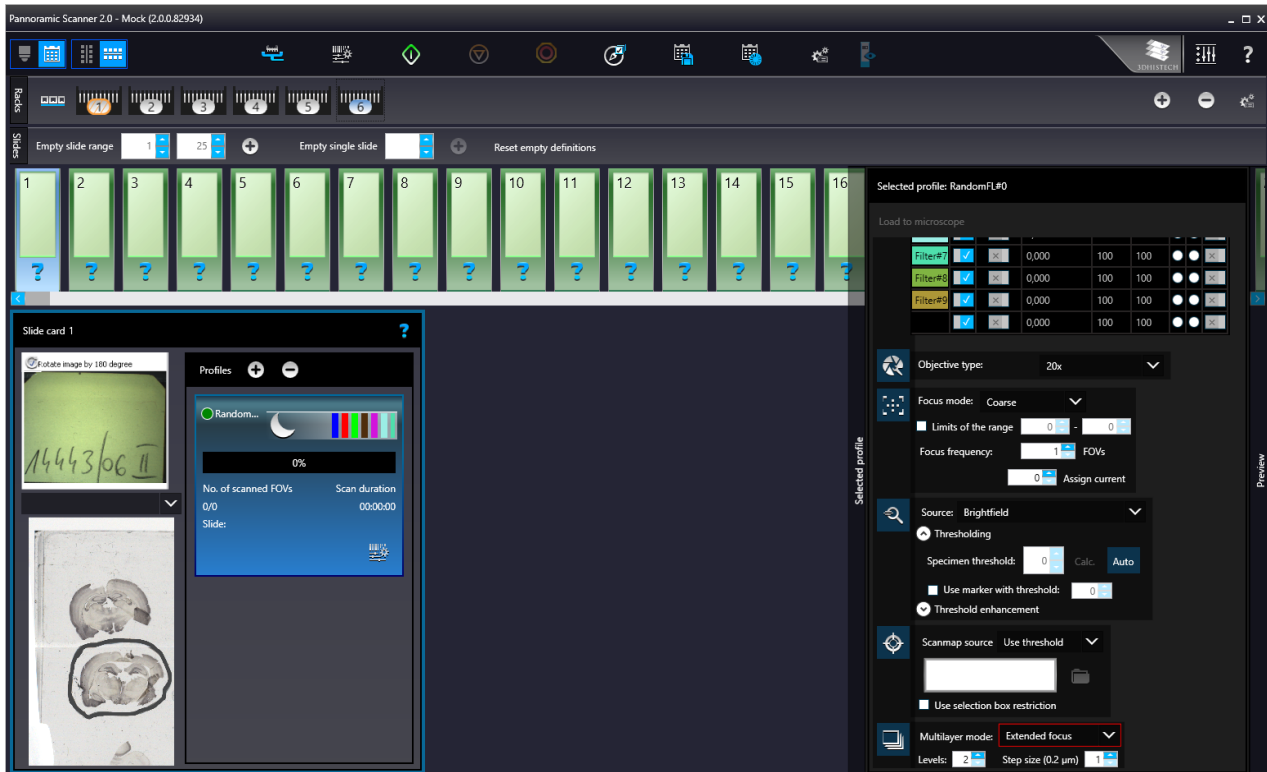 Pannoramic Scanner 2.0 - Mock (2.0.0.82934)
3DHISTECH
?
Racks
1 2 3 4 5 6
Slides
Empty slide range 1 25 Empty single slide Reset empty definitions
1 2 3 4 5 6 7 8 9 10 11 12 13 14 15 16
? ? ? ? ? ? ? ? ? ? ? ? ? ? ? ?
Slide card 1 ?
Rotate image by 180 degree
14443/06 II
Profiles
Random...
0%
No. of scanned FOVs Scan duration
0/0 00:00:00
Slide:
Selected profile
Selected profile: RandomFL#0
Load to microscope
Filter#7 0,000 100 100
Filter#8 0,000 100 100
Filter#9 0,000 100 100
0,000 100 100
Objective type: 20x
Focus mode: Coarse
Limits of the range 0 - 0
Focus frequency: 1 FOVs
0 Assign current
Source: Brightfield
Thresholding
Specimen threshold: 0 Calc. Auto
Use marker with threshold: 0
Threshold enhancement
Scanmap source Use threshold
Use selection box restriction
Multilayer mode: Extended focus
Levels: 2 Step size (0.2 µm) 1
Preview